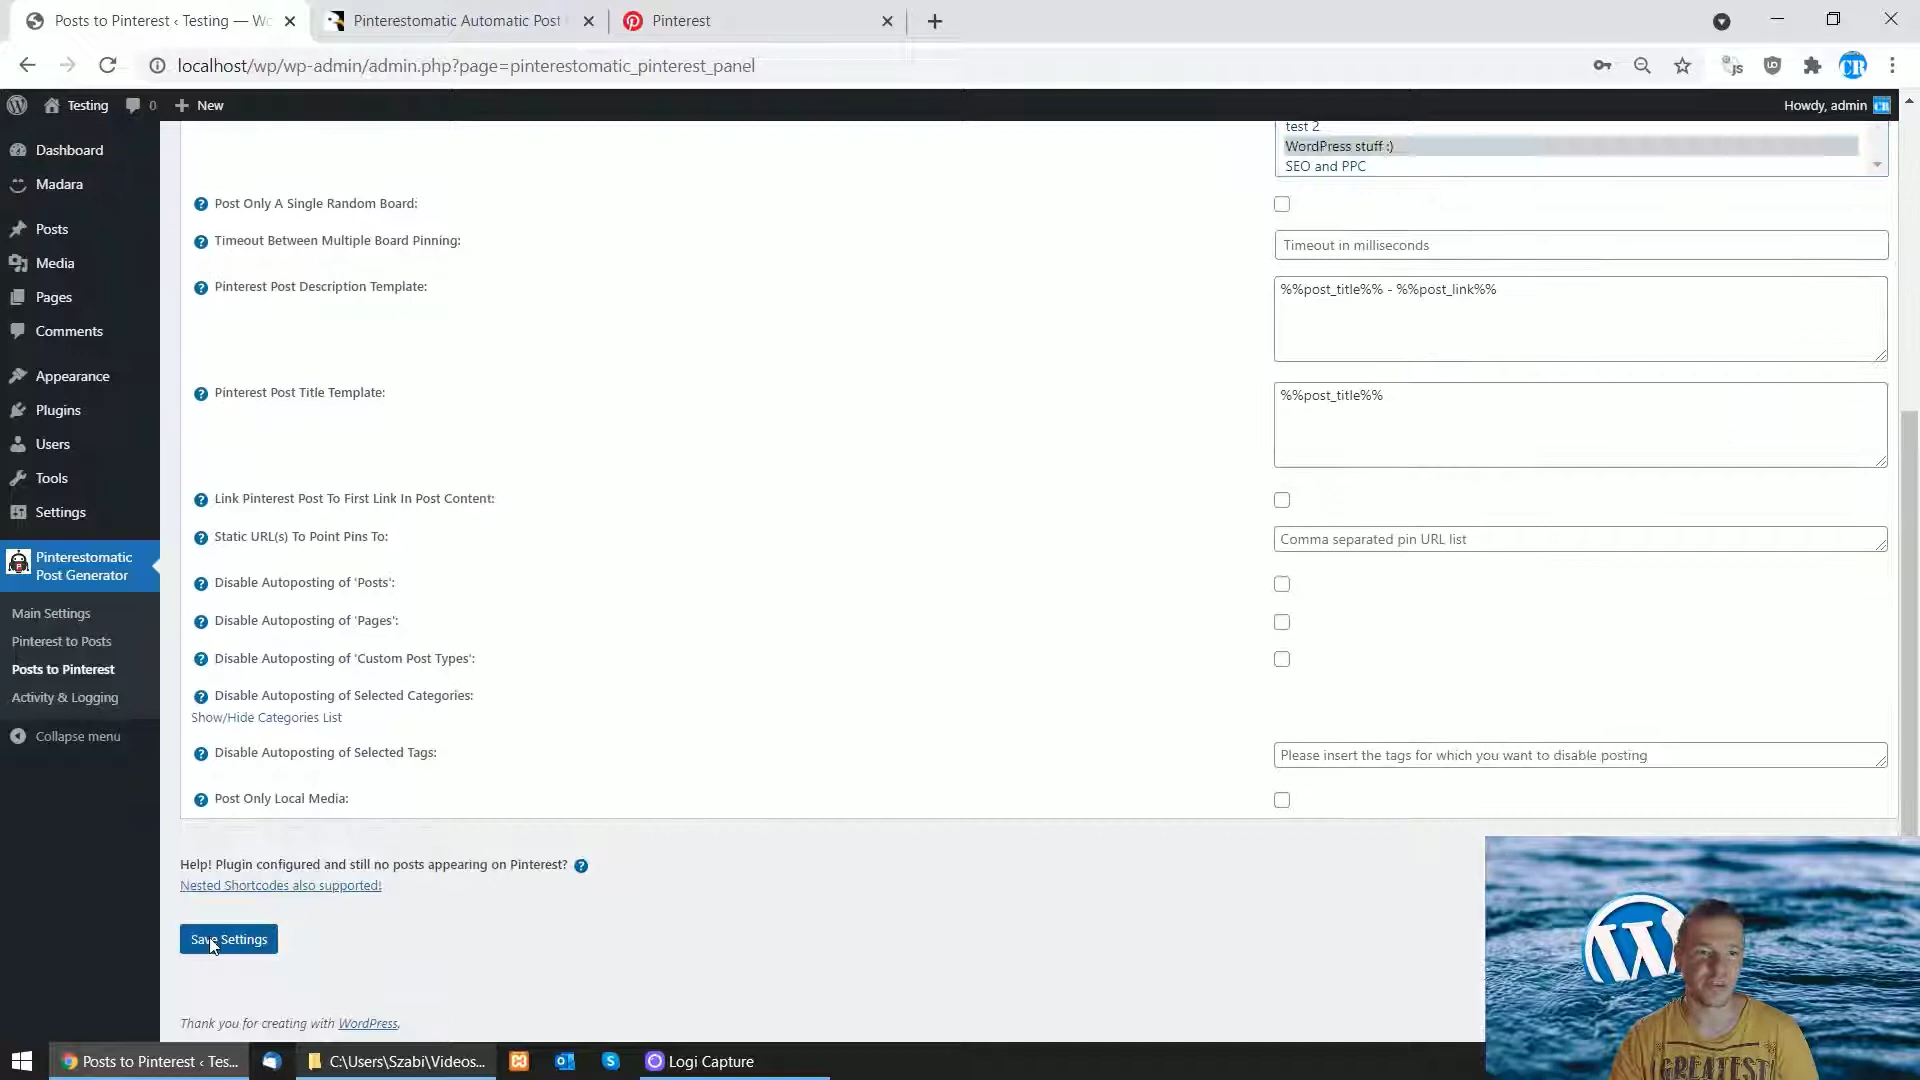 Posts to Pinterest ‹ Testing — Wo
Pinterestomatic Automatic Post
Pinterest
localhost/wp/wp-admin/admin.php?page=pinterestomatic_pinterest_panel
Testing
0
New
Howdy, admin
Dashboard
Madara
Posts
Media
Pages
Comments
Appearance
Plugins
Users
Tools
Settings
Pinterestomatic
Post Generator
Main Settings
Pinterest to Posts
Posts to Pinterest
Activity & Logging
Collapse menu
test 2
WordPress stuff :)
SEO and PPC
Post Only A Single Random Board:
Timeout Between Multiple Board Pinning:
Timeout in milliseconds
Pinterest Post Description Template:
%%post_title%% - %%post_link%%
Pinterest Post Title Template:
%%post_title%%
Link Pinterest Post To First Link In Post Content:
Static URL(s) To Point Pins To:
Comma separated pin URL list
Disable Autoposting of 'Posts':
Disable Autoposting of 'Pages':
Disable Autoposting of 'Custom Post Types':
Disable Autoposting of Selected Categories:
Show/Hide Categories List
Disable Autoposting of Selected Tags:
Please insert the tags for which you want to disable posting
Post Only Local Media:
Help! Plugin configured and still no posts appearing on Pinterest?
Nested Shortcodes also supported!
Save Settings
Thank you for creating with WordPress.
GREATEST
Posts to Pinterest ‹ Tes...
C:\Users\Szabi\Videos...
Logi Capture